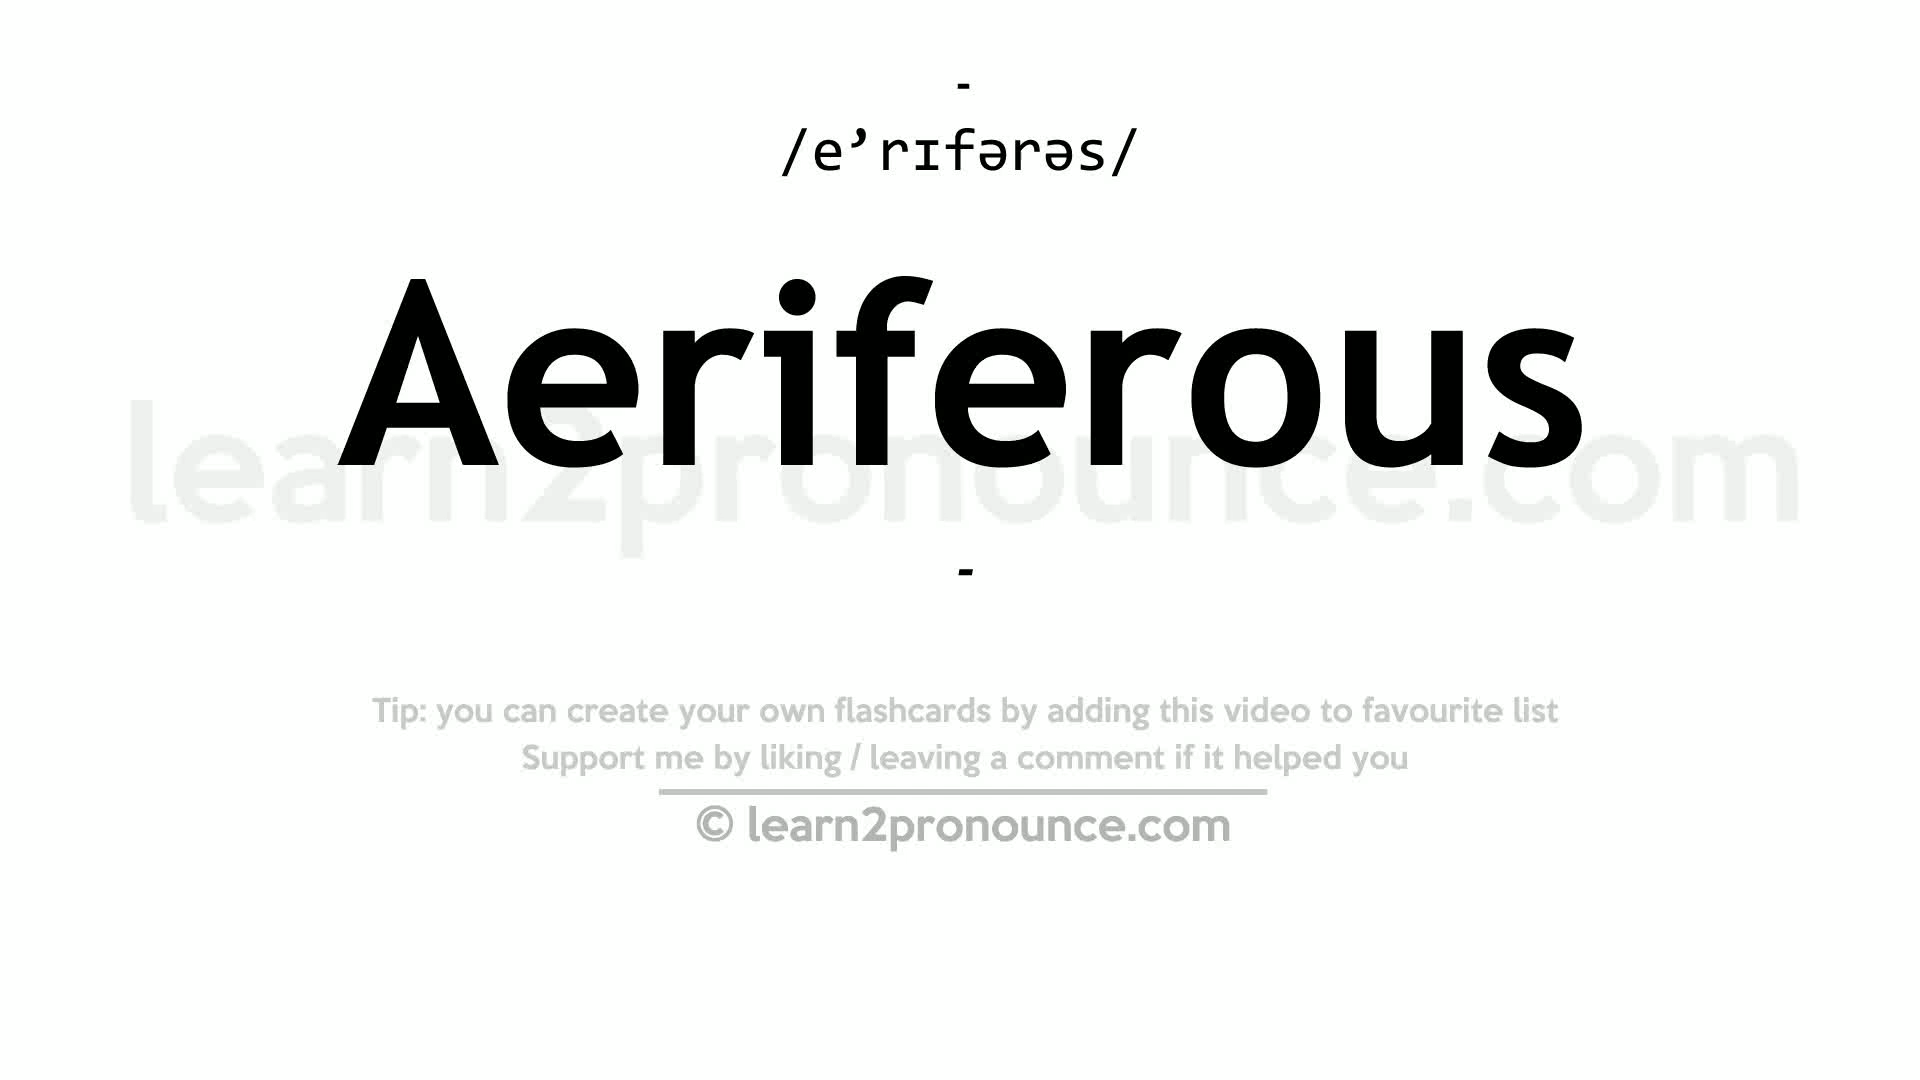 -
/e’rɪfərəs/
Aeriferous
learn2pronounce.com
-
Tip: you can create your own flashcards by adding this video to favourite list
Support me by liking / leaving a comment if it helped you
© learn2pronounce.com